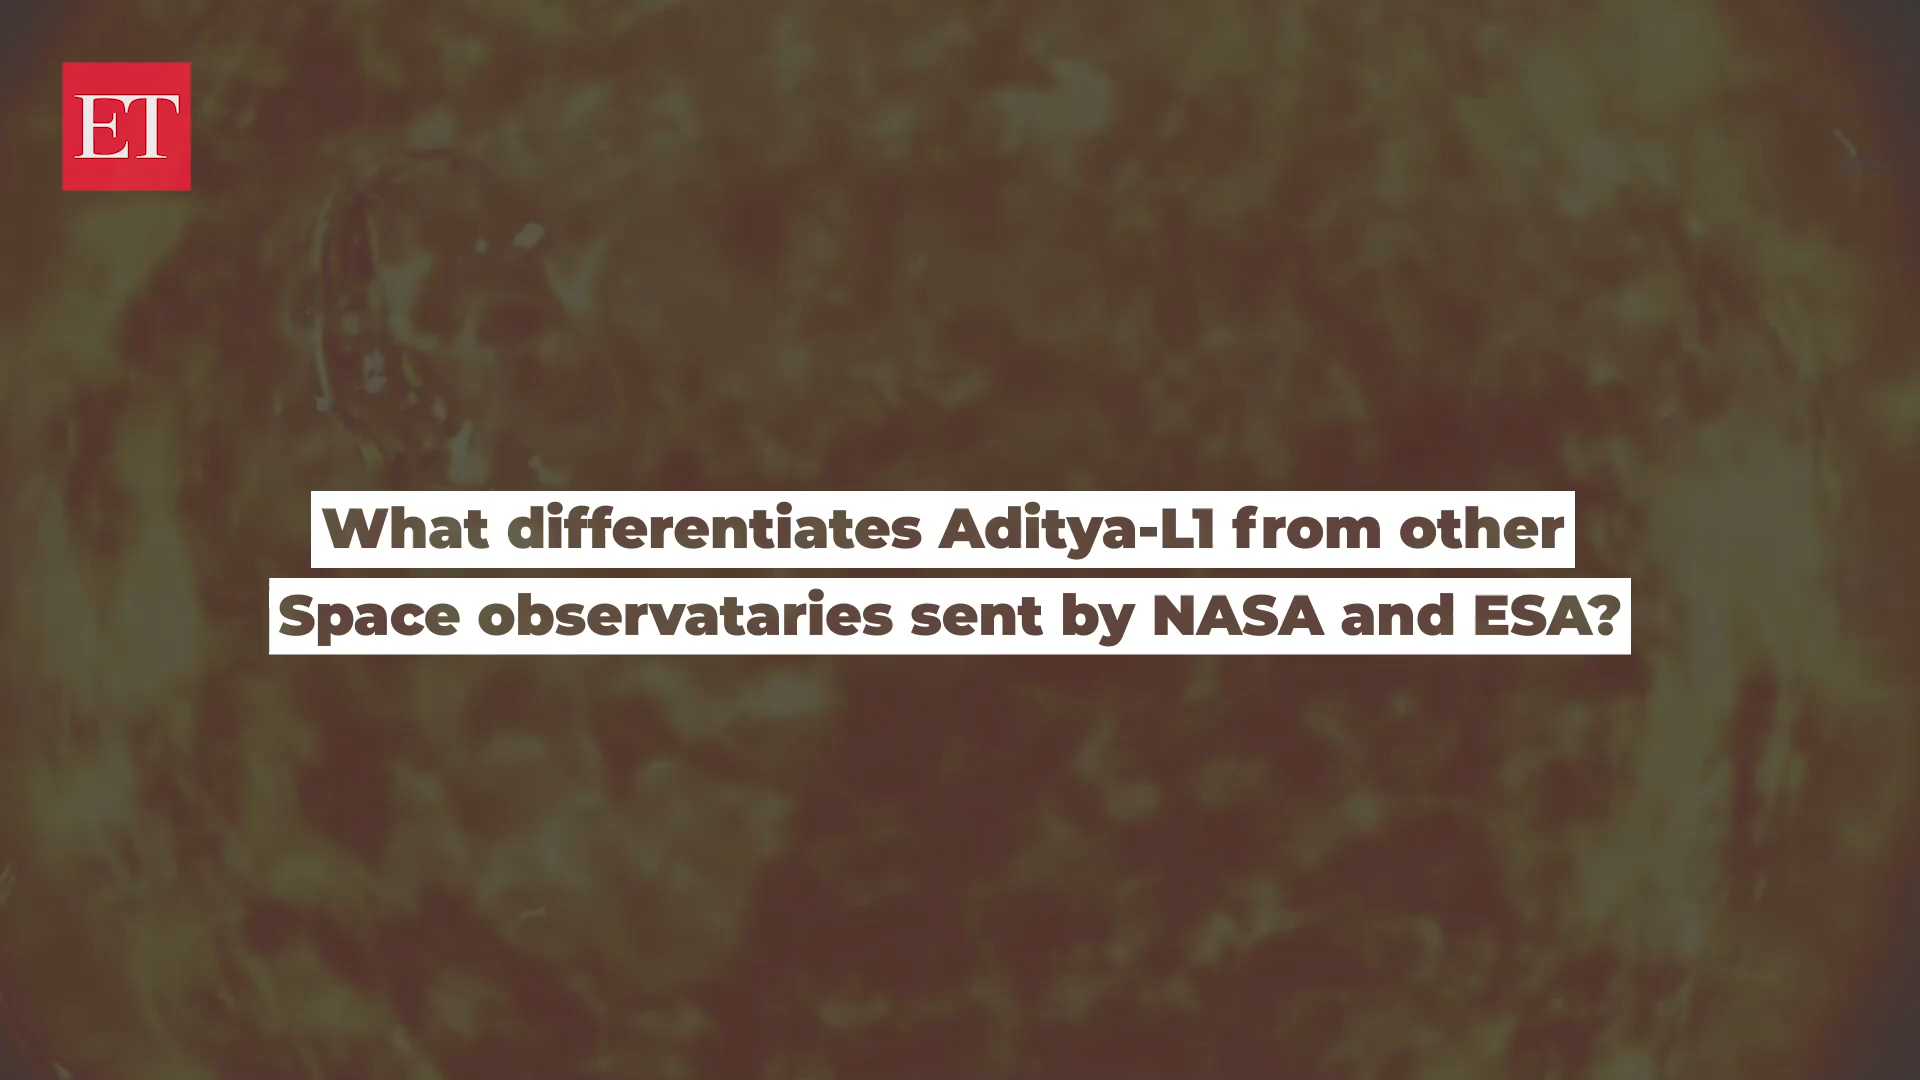 ET
What differentiates Aditya-L1 from other
Space observataries sent by NASA and ESA?